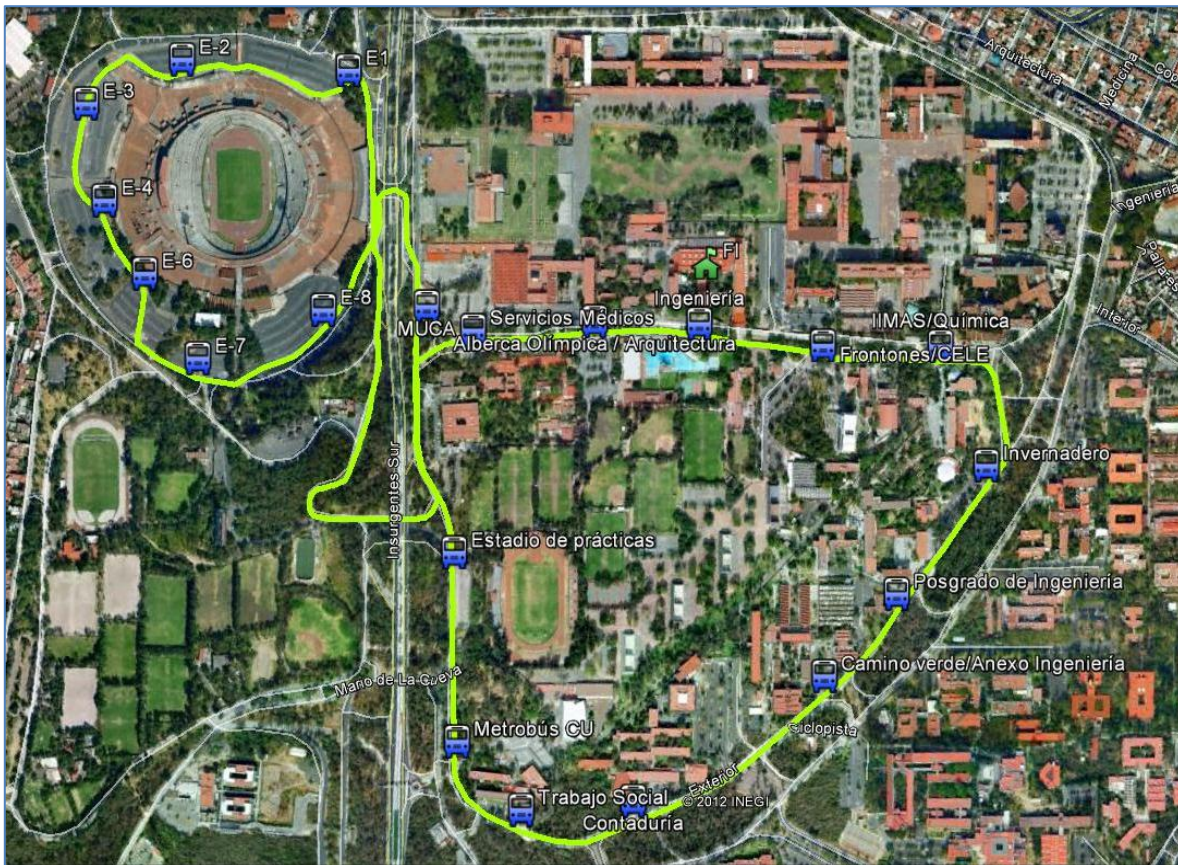 E-2
E1
E-3
E-4
E-6
E-7
E-8
Arquitectura
Medicina
Ingeniería
Pallares
Interior
FI
MUCA
Servicios Médicos
Ingeniería
Alberca Olímpica / Arquitectura
IIMAS/Química
Frontones/CELE
Invernadero
Insurgentes Sur
Estadio de prácticas
Posgrado de Ingeniería
Mario de La Cueva
Camino verde/Anexo Ingeniería
Ciclopista
Metrobús CU
Exterior
Trabajo Social
© 2012 INEGI
Contaduría